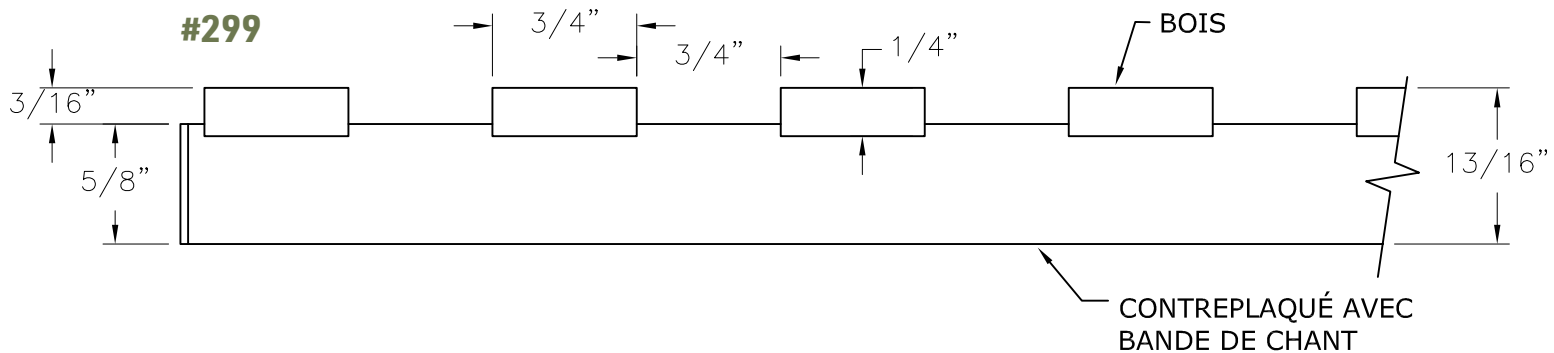 #299
3/4”
3/4”
1/4”
BOIS
3/16”
5/8”
13/16”
CONTREPLAQUÉ AVEC
BANDE DE CHANT